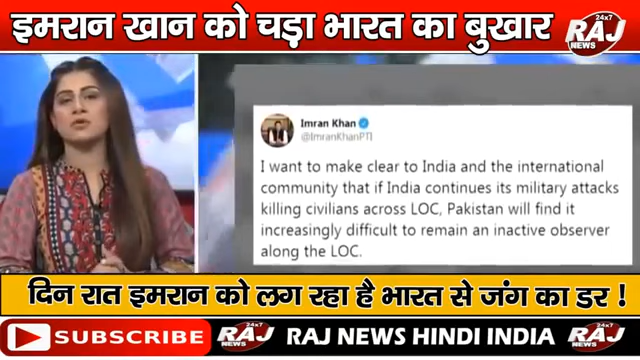 इमरान खान को चड़ा भारत का बुखार
24x7
RAJ
NEWS
Imran Khan
@ImranKhanPTI
I want to make clear to India and the international
community that if India continues its military attacks
killing civilians across LOC, Pakistan will find it
increasingly difficult to remain an inactive observer
along the LOC.
दिन रात इमरान को लग रहा है भारत से जंग का डर !
SUBSCRIBE
24x7
RAJ
NEWS
RAJ NEWS HINDI INDIA
24x7
RAJ
NEWS